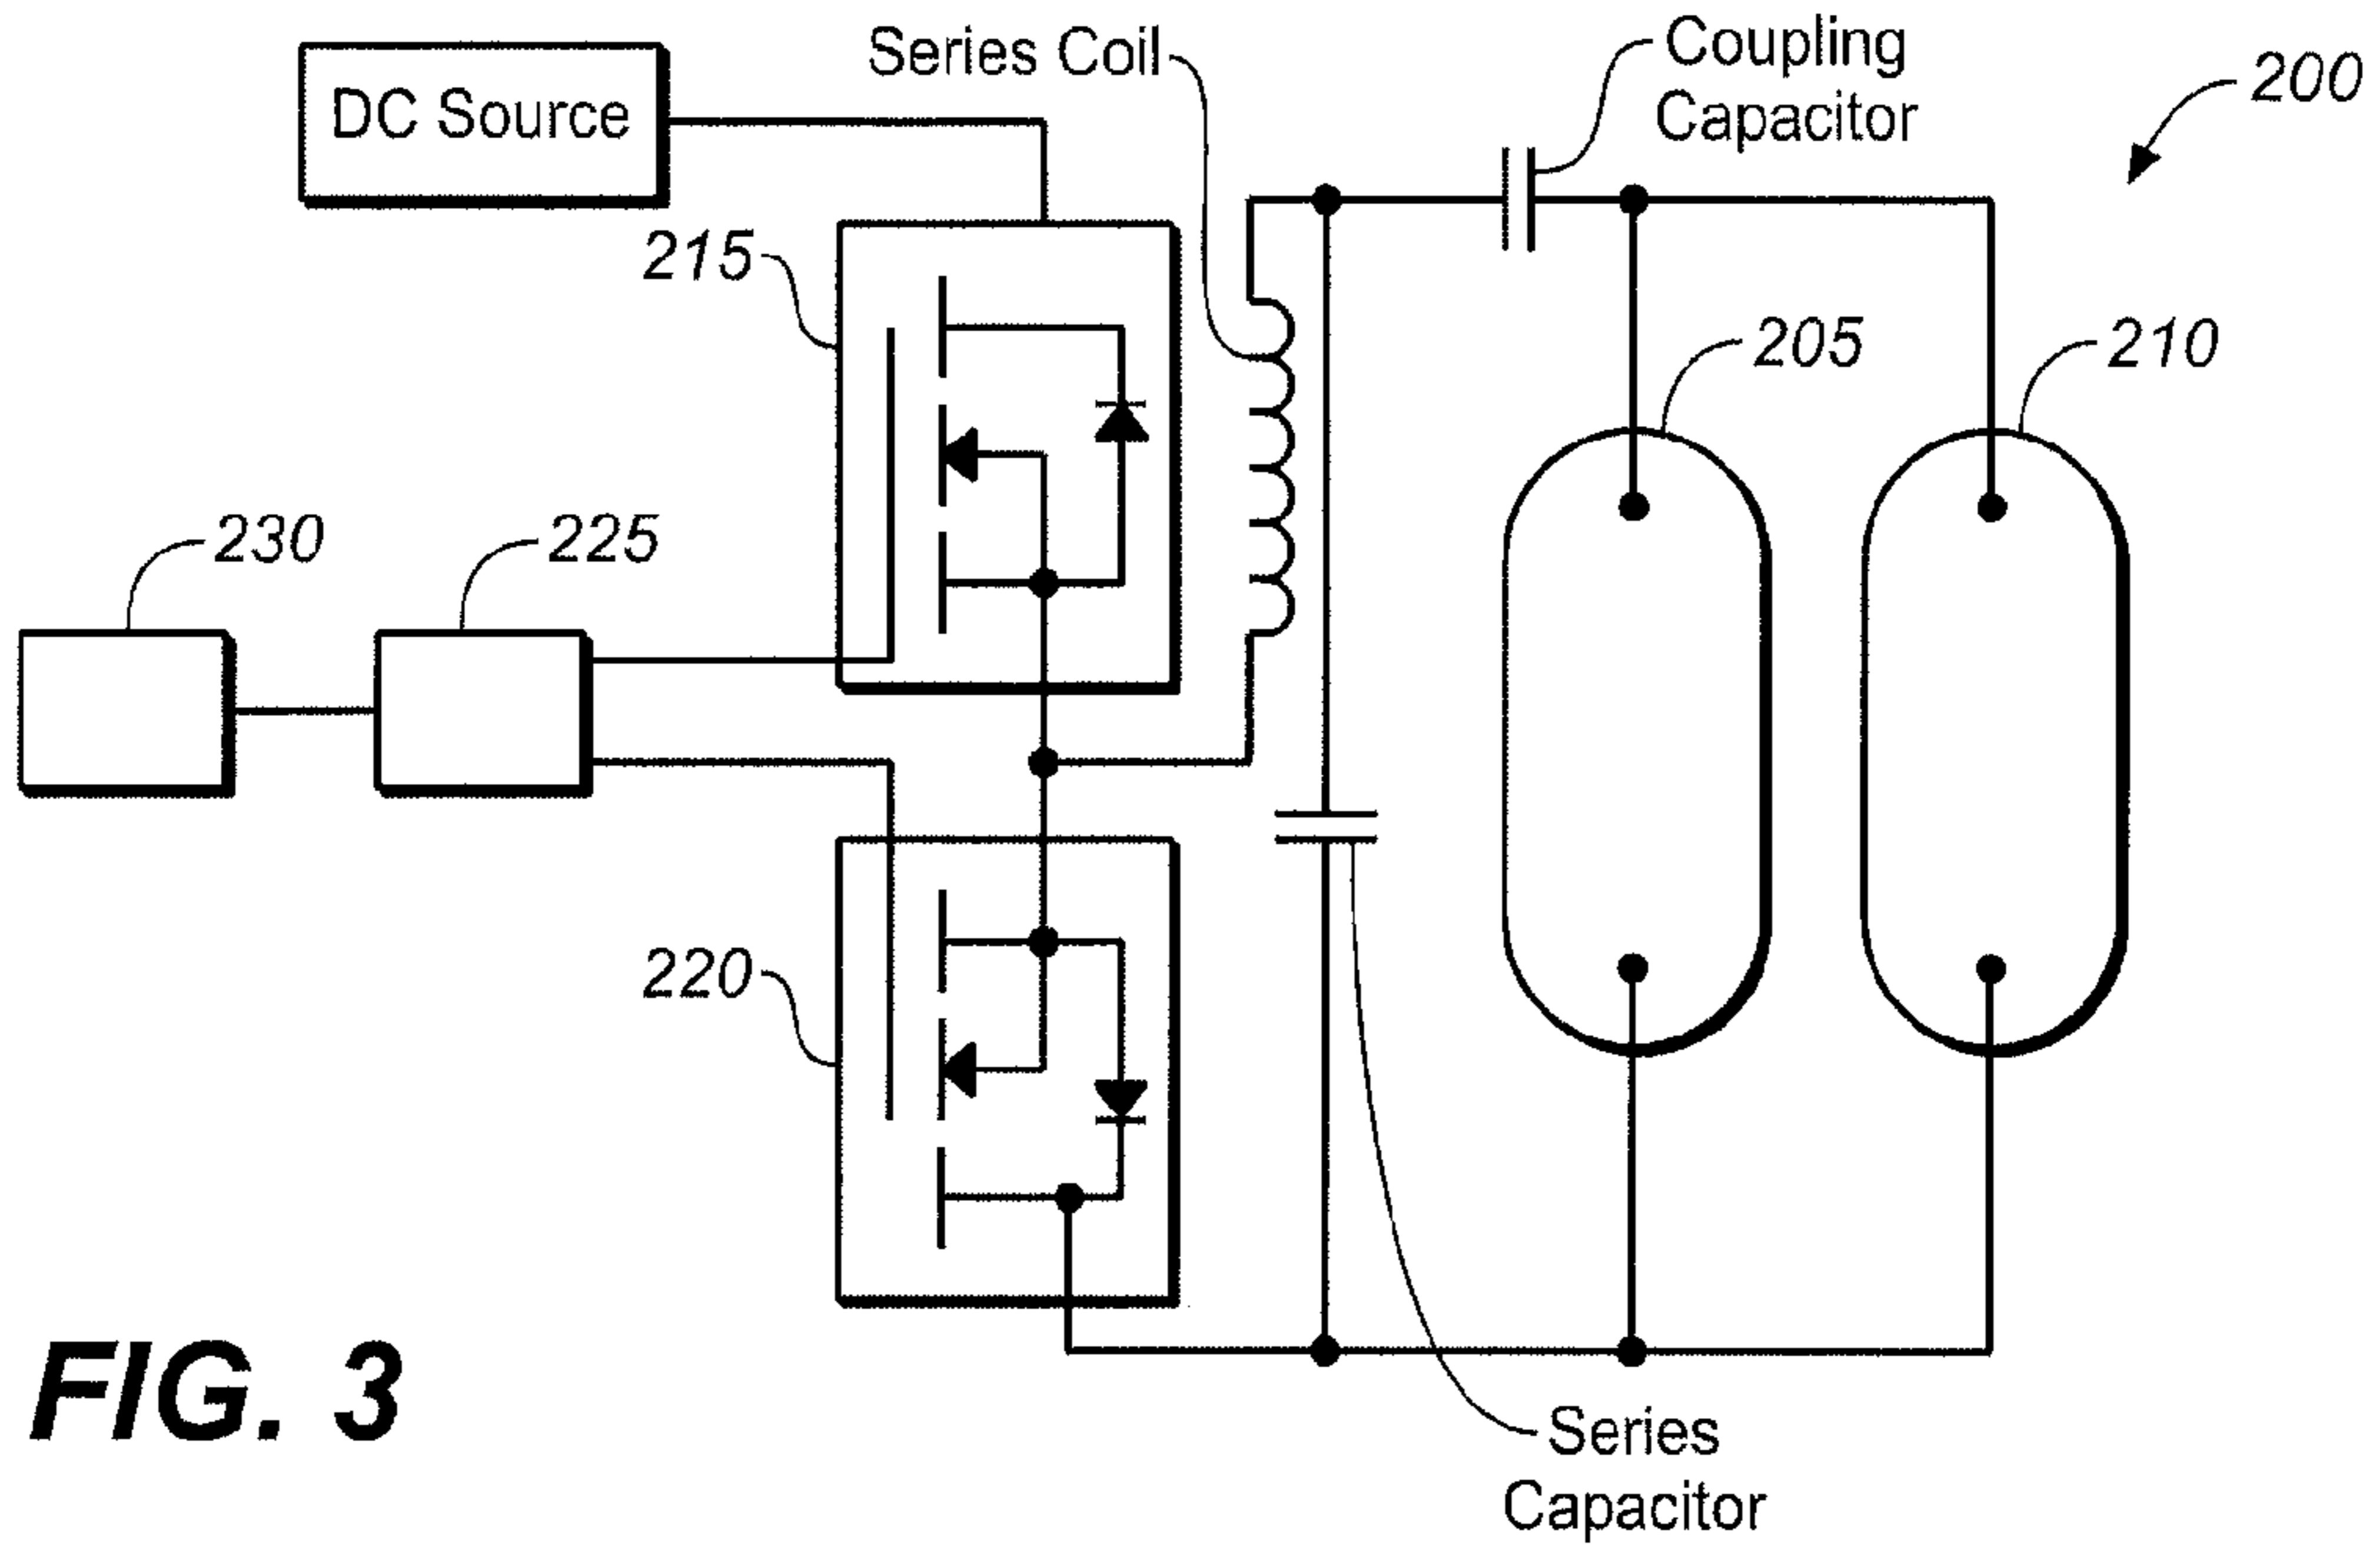 Series Coil
Coupling
Capacitor
200
DC Source
215
205
210
230
225
220
FIG. 3
Series
Capacitor